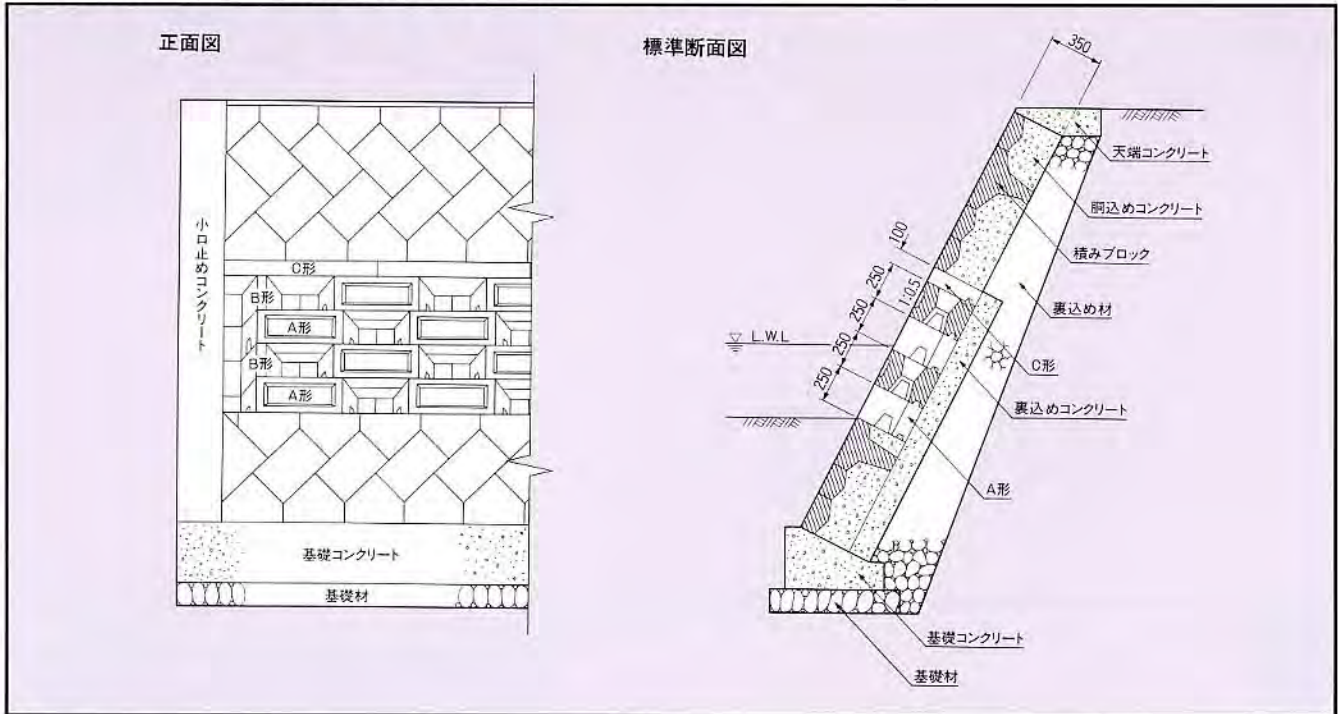 正面図
小口止めコンクリート
C形
B形
A形
B形
A形
基礎コンクリート
基礎材
標準断面図
350
天端コンクリート
胴込めコンクリート
積みブロック
100
250
1:0.5
250
250
250
L.W.L
裏込め材
C形
裏込めコンクリート
A形
基礎コンクリート
基礎材